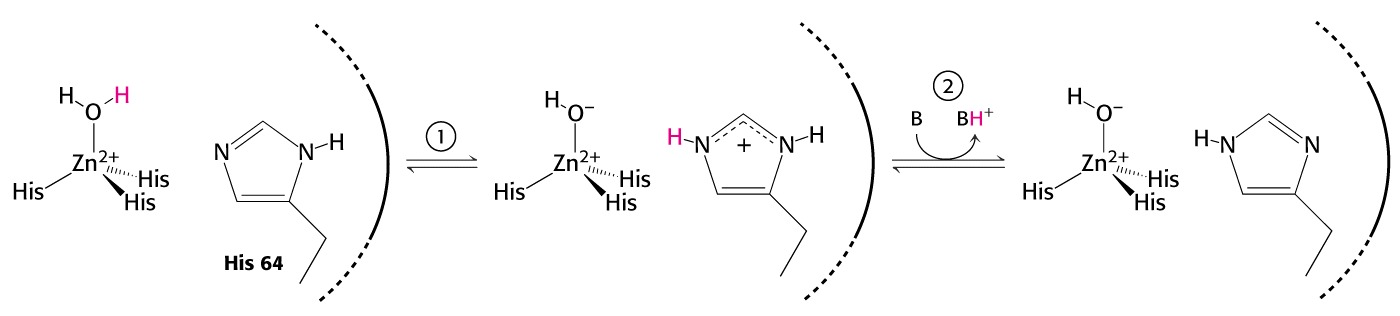 H H
O
Zn2+
His His
His
N N H
His 64
1
H O−
Zn2+
His His
His
H N + N H
2
B BH+
H O−
Zn2+
His His
His
H N N